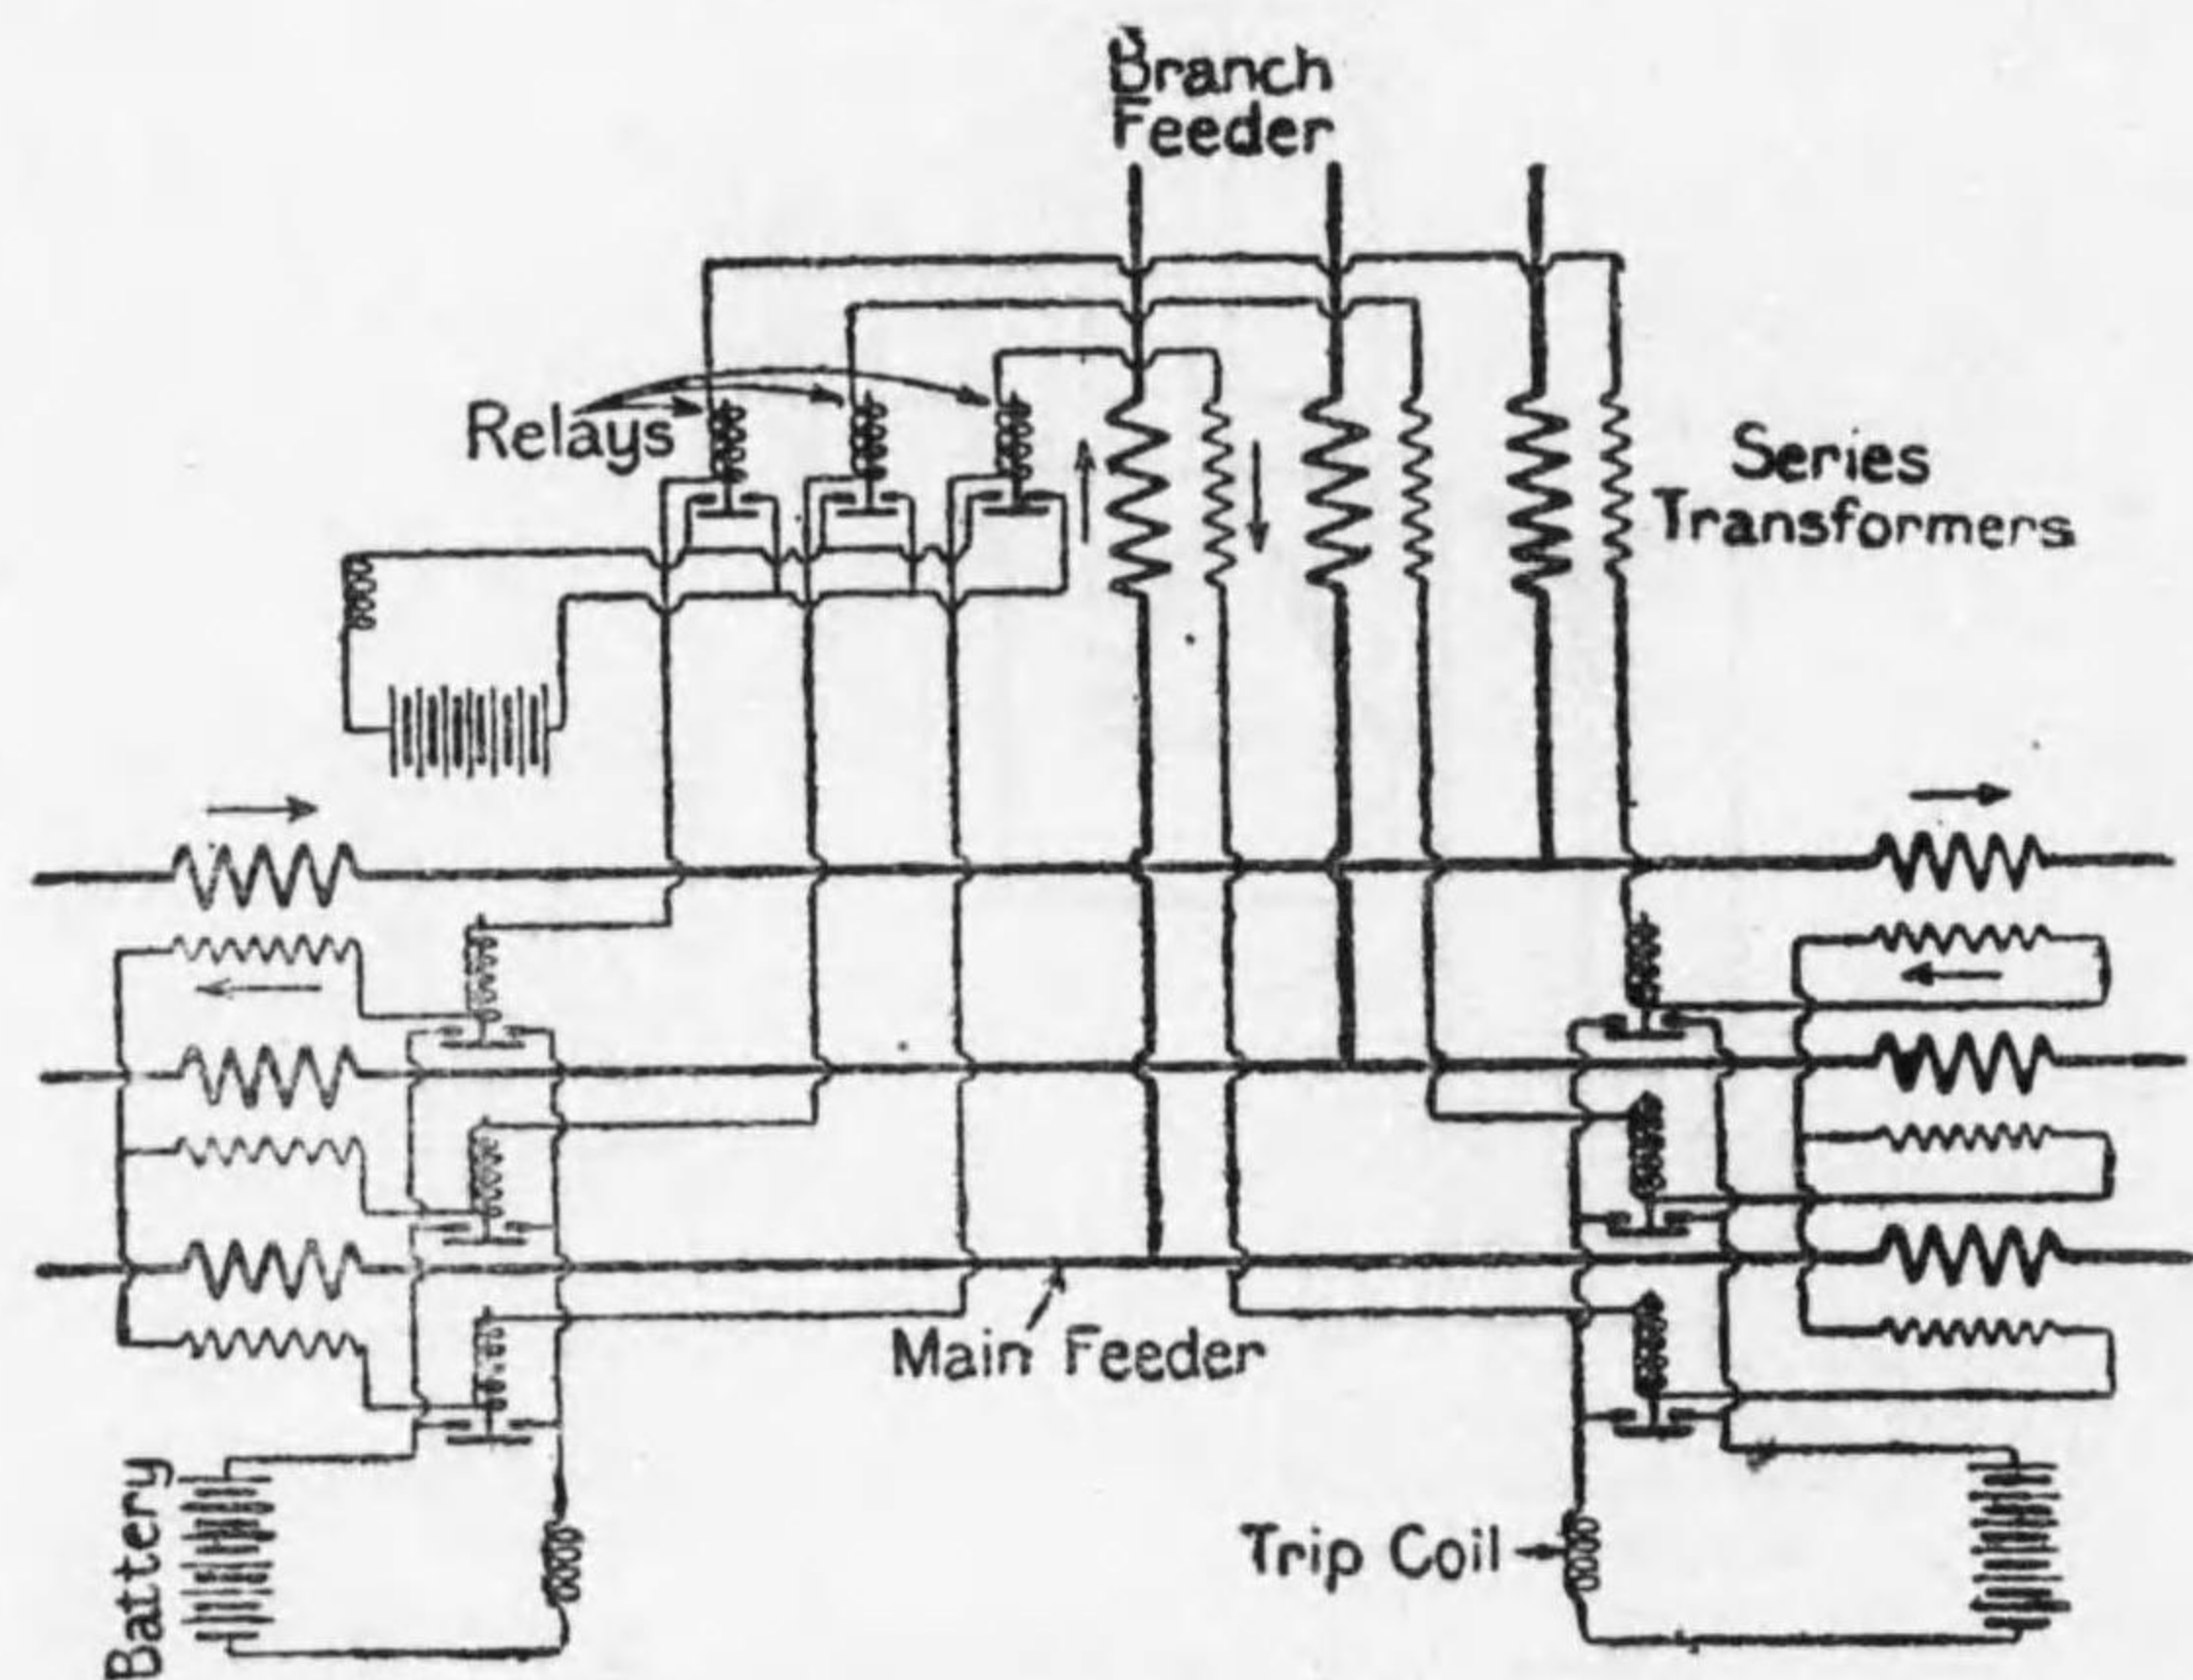 Branch
Feeder
Relays
Series
Transformers
Main Feeder
Battery
Trip Coil